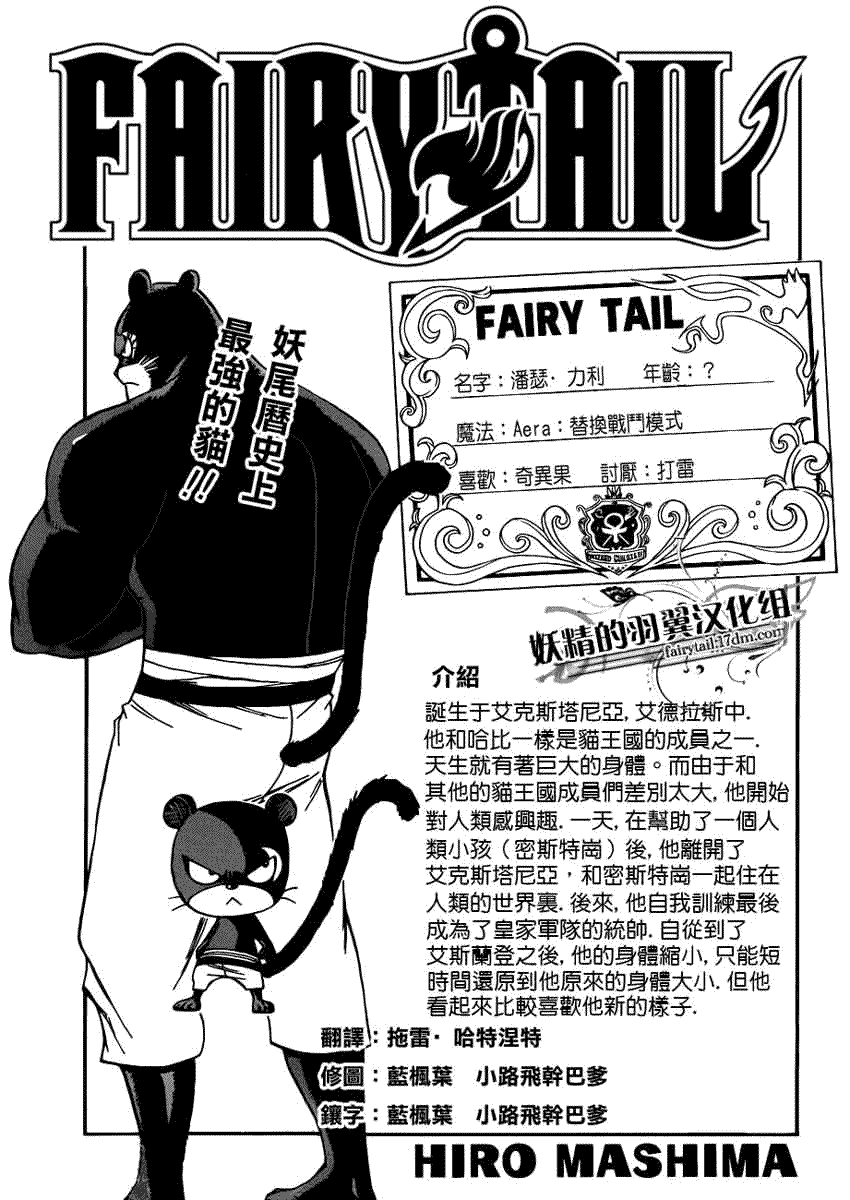 FAIRY TAIL
妖尾曆史上
最強的貓!!
FAIRY TAIL
名字：潘瑟·力利　年齡：？
魔法：Aera：替換戰鬥模式
喜歡：奇異果　討厭：打雷
妖精的羽翼汉化组!
fairytail.17dm.com
介紹
誕生于艾克斯塔尼亞,艾德拉斯中.
他和哈比一樣是貓王國的成員之一.
天生就有著巨大的身體。而由于和
其他的貓王國成員們差別太大,他開始
對人類感興趣.一天,在幫助了一個人
類小孩（密斯特崗）後,他離開了
艾克斯塔尼亞，和密斯特崗一起住在
人類的世界裏.後來,他自我訓練最後
成為了皇家軍隊的統帥.自從到了
艾斯蘭登之後,他的身體縮小,只能短
時間還原到他原來的身體大小.但他
看起來比較喜歡他新的樣子.
翻譯：拖雷·哈特涅特
修圖：藍楓葉　小路飛幹巴爹
鑲字：藍楓葉　小路飛幹巴爹
HIRO MASHIMA